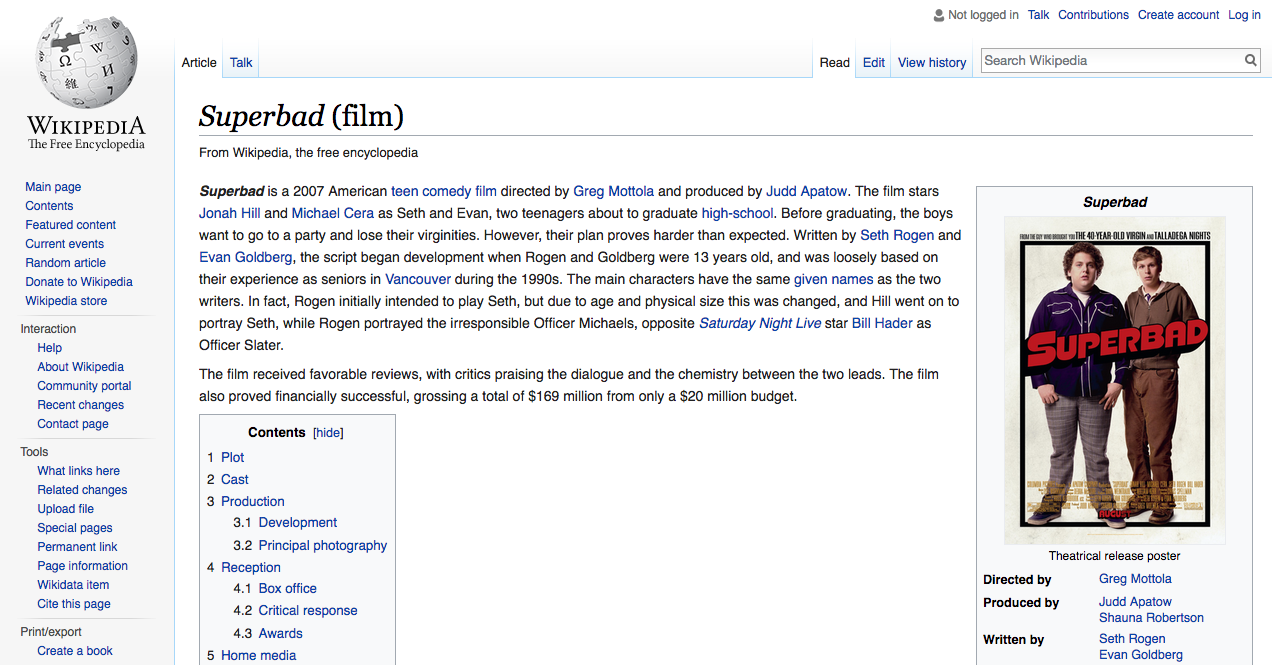 Not logged in Talk Contributions Create account Log in
Article Talk Read Edit View history Search Wikipedia
WIKIPEDIA
The Free Encyclopedia
Main page
Contents
Featured content
Current events
Random article
Donate to Wikipedia
Wikipedia store
Interaction
Help
About Wikipedia
Community portal
Recent changes
Contact page
Tools
What links here
Related changes
Upload file
Special pages
Permanent link
Page information
Wikidata item
Cite this page
Print/export
Create a book
Superbad (film)
From Wikipedia, the free encyclopedia
Superbad is a 2007 American teen comedy film directed by Greg Mottola and produced by Judd Apatow. The film stars
Jonah Hill and Michael Cera as Seth and Evan, two teenagers about to graduate high-school. Before graduating, the boys
want to go to a party and lose their virginities. However, their plan proves harder than expected. Written by Seth Rogen and
Evan Goldberg, the script began development when Rogen and Goldberg were 13 years old, and was loosely based on
their experience as seniors in Vancouver during the 1990s. The main characters have the same given names as the two
writers. In fact, Rogen initially intended to play Seth, but due to age and physical size this was changed, and Hill went on to
portray Seth, while Rogen portrayed the irresponsible Officer Michaels, opposite Saturday Night Live star Bill Hader as
Officer Slater.
The film received favorable reviews, with critics praising the dialogue and the chemistry between the two leads. The film
also proved financially successful, grossing a total of $169 million from only a $20 million budget.
Contents [hide]
1 Plot
2 Cast
3 Production
3.1 Development
3.2 Principal photography
4 Reception
4.1 Box office
4.2 Critical response
4.3 Awards
5 Home media
Superbad
FROM THE GUY WHO BROUGHT YOU THE 40-YEAR-OLD VIRGIN AND TALLADEGA NIGHTS
SUPERBAD
AUGUST
Theatrical release poster
Directed by Greg Mottola
Produced by Judd Apatow
Shauna Robertson
Written by Seth Rogen
Evan Goldberg